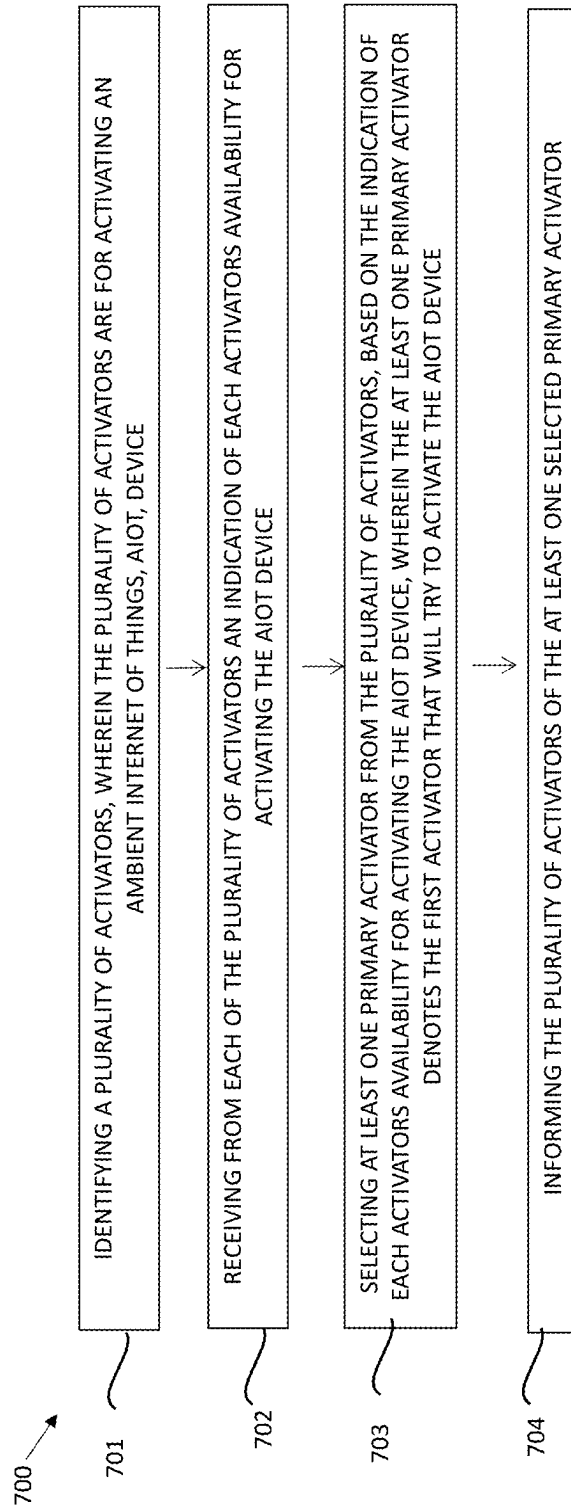 700
701
IDENTIFYING A PLURALITY OF ACTIVATORS, WHEREIN THE PLURALITY OF ACTIVATORS ARE FOR ACTIVATING AN
AMBIENT INTERNET OF THINGS, AIOT, DEVICE
702
RECEIVING FROM EACH OF THE PLURALITY OF ACTIVATORS AN INDICATION OF EACH ACTIVATORS AVAILABILITY FOR
ACTIVATING THE AIOT DEVICE
703
SELECTING AT LEAST ONE PRIMARY ACTIVATOR FROM THE PLURALITY OF ACTIVATORS, BASED ON THE INDICATION OF
EACH ACTIVATORS AVAILABILITY FOR ACTIVATING THE AIOT DEVICE, WHEREIN THE AT LEAST ONE PRIMARY ACTIVATOR
DENOTES THE FIRST ACTIVATOR THAT WILL TRY TO ACTIVATE THE AIOT DEVICE
704
INFORMING THE PLURALITY OF ACTIVATORS OF THE AT LEAST ONE SELECTED PRIMARY ACTIVATOR